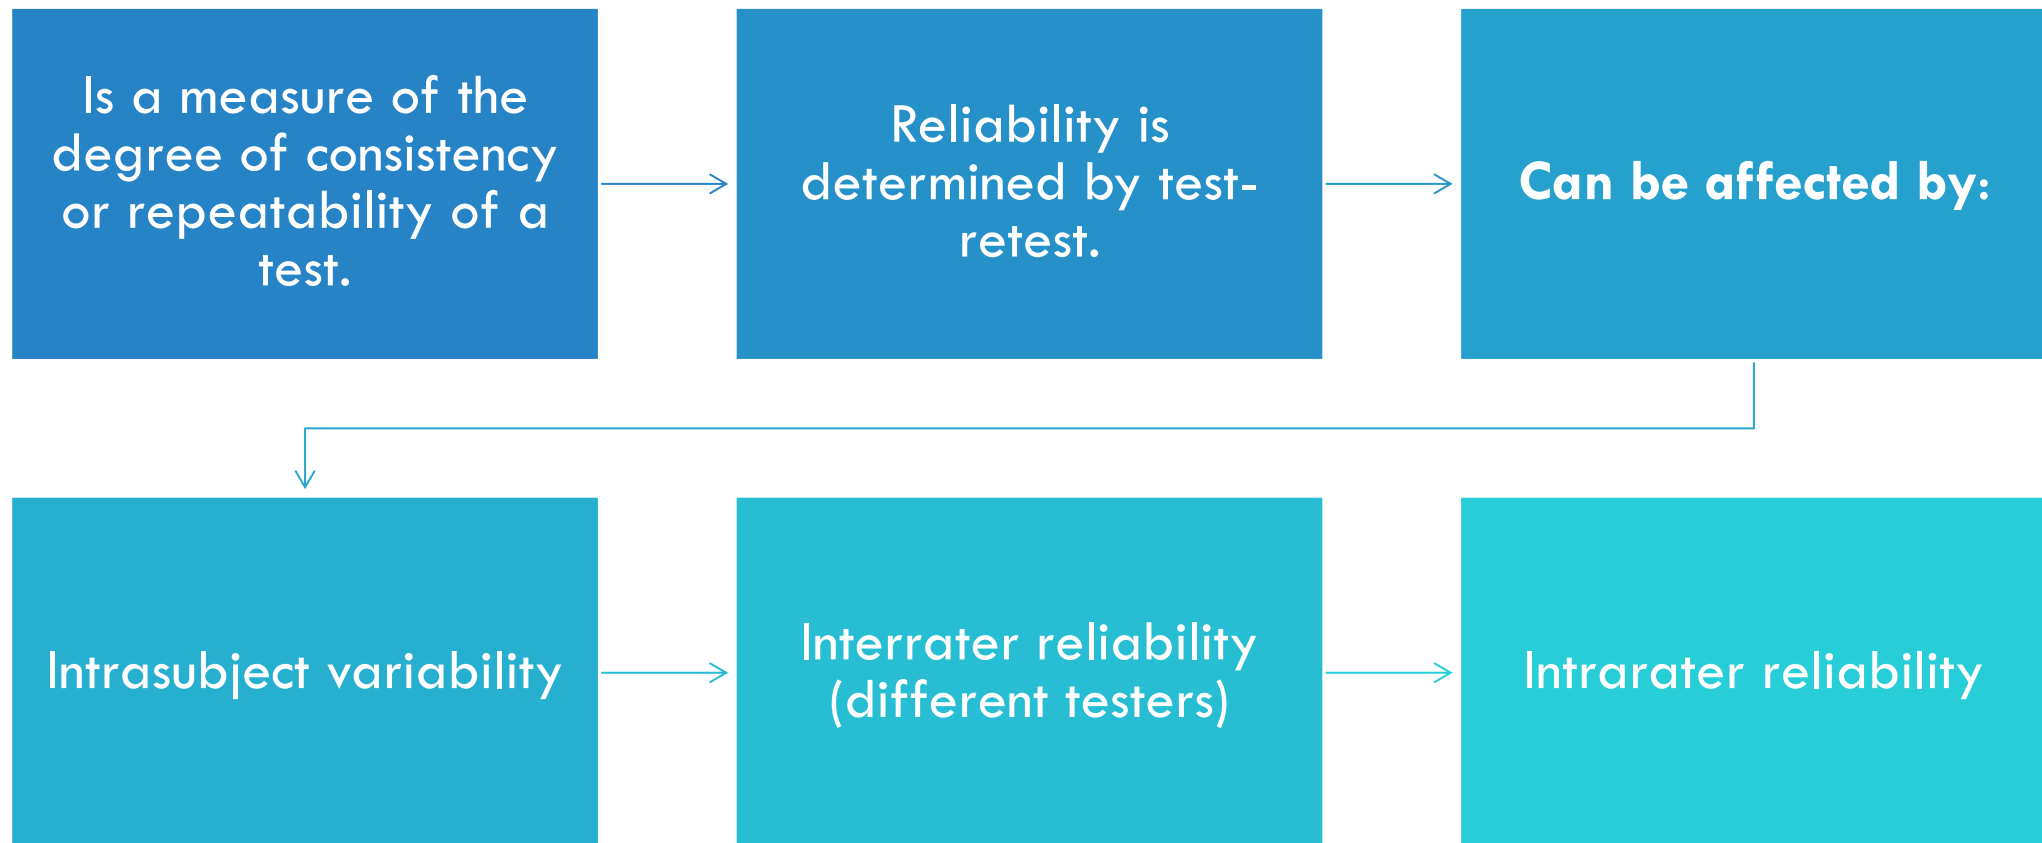 Is a measure of the
degree of consistency
or repeatability of a
test.
Reliability is
determined by test-
retest.
Can be affected by:
Intrasubject variability
Interrater reliability
(different testers)
Intrarater reliability